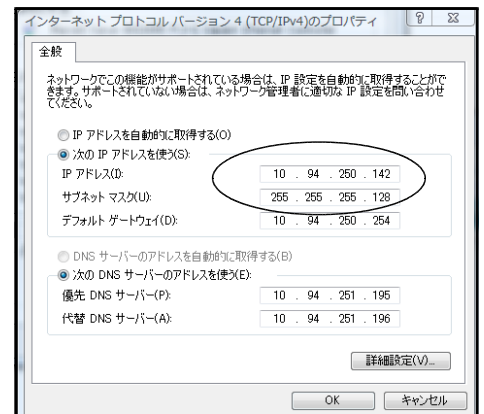 インターネット プロトコル バージョン 4 (TCP/IPv4)のプロパティ
全般
ネットワークでこの機能がサポートされている場合は、IP 設定を自動的に取得することがで
きます。サポートされていない場合は、ネットワーク管理者に適切な IP 設定を問い合わせ
てください。
IP アドレスを自動的に取得する(O)
次の IP アドレスを使う(S):
IP アドレス(I): 10 . 94 . 250 . 142
サブネット マスク(U): 255 . 255 . 255 . 128
デフォルト ゲートウェイ(D): 10 . 94 . 250 . 254
DNS サーバーのアドレスを自動的に取得する(B)
次の DNS サーバーのアドレスを使う(E):
優先 DNS サーバー(P): 10 . 94 . 251 . 195
代替 DNS サーバー(A): 10 . 94 . 251 . 196
詳細設定(V)...
OK キャンセル